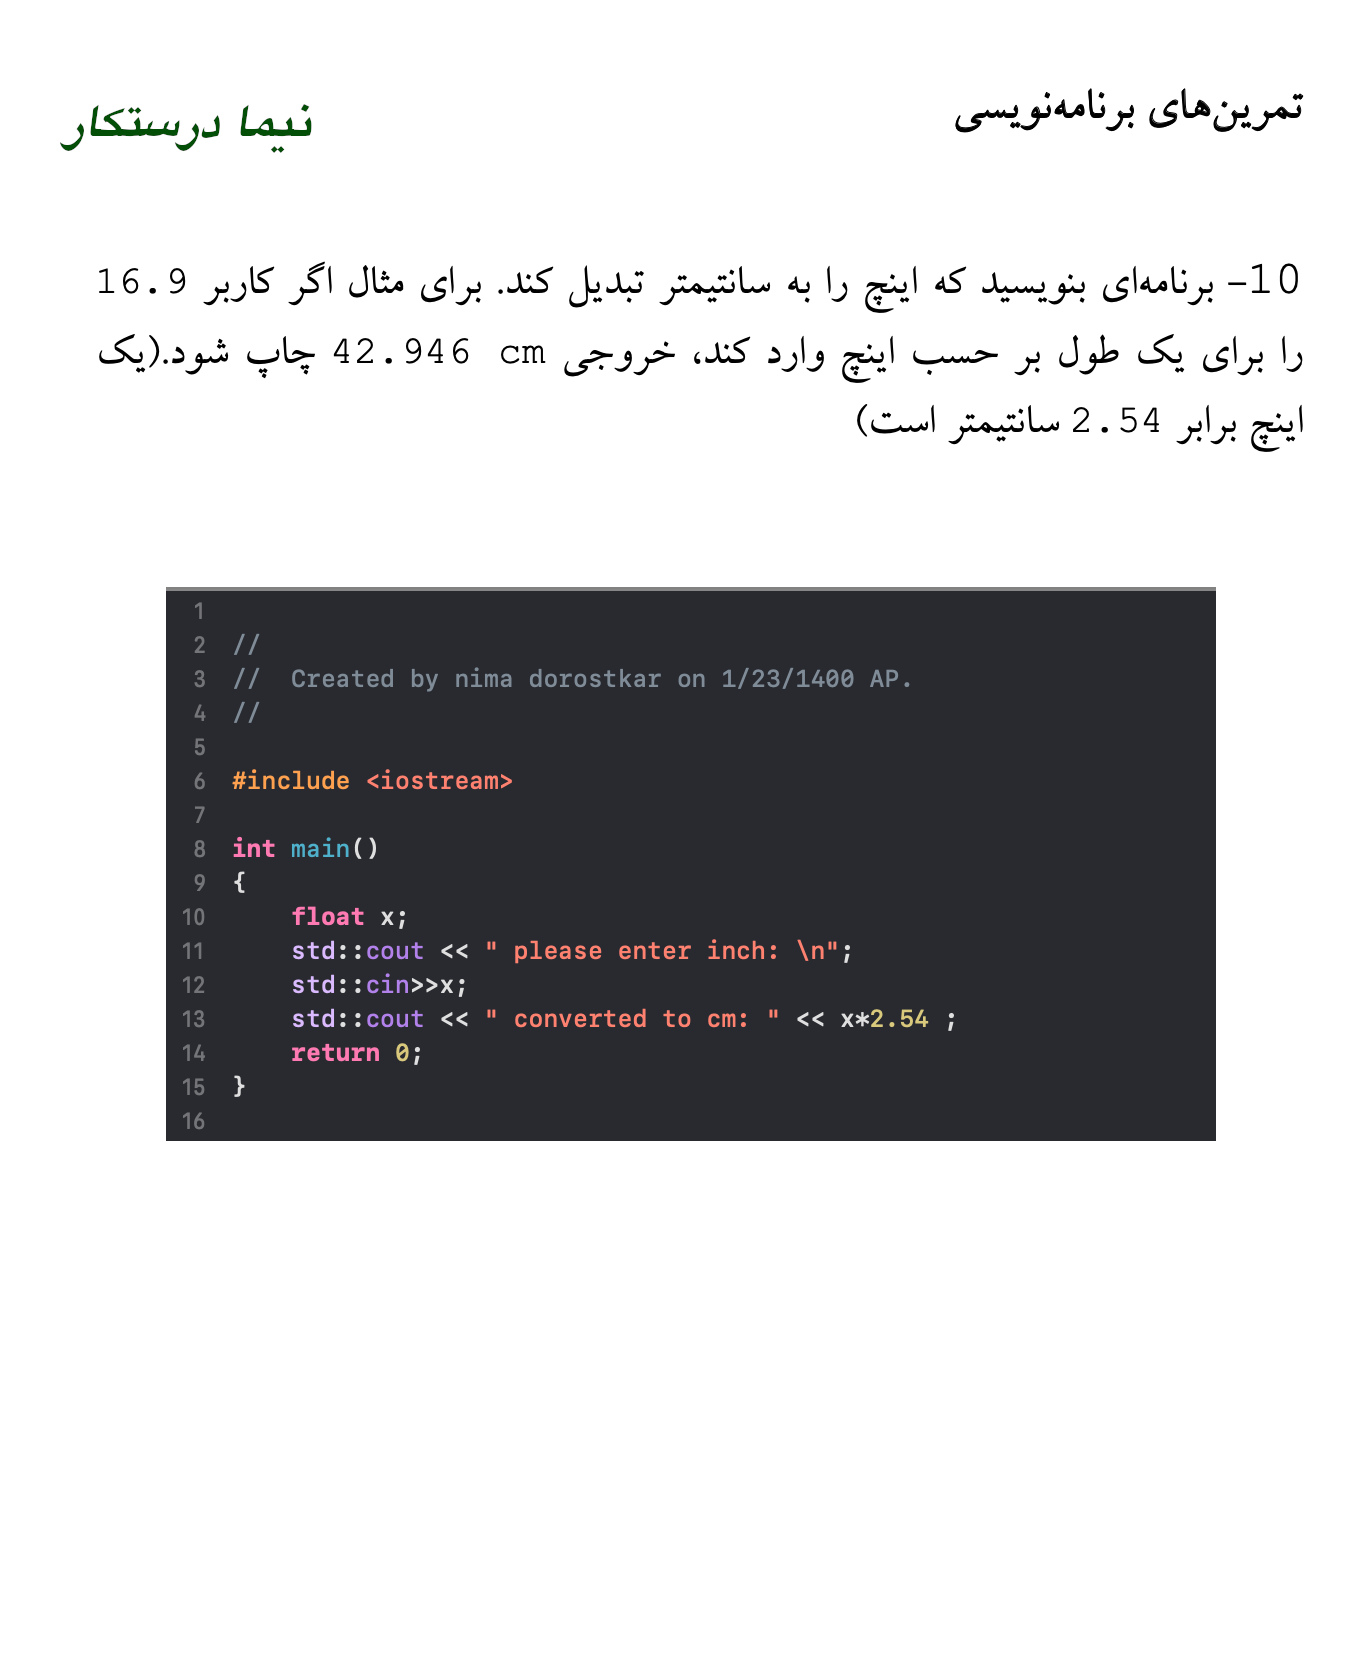 تمرین‌های برنامه‌نویسی
نیما درستکار
10- برنامه‌ای بنویسید که اینچ را به سانتیمتر تبدیل کند. برای مثال اگر کاربر 16.9
را برای یک طول بر حسب اینچ وارد کند، خروجی 42.946 cm چاپ شود.(یک
اینچ برابر 2.54 سانتیمتر است)
1
2 //
3 //  Created by nima dorostkar on 1/23/1400 AP.
4 //
5
6 #include <iostream>
7
8 int main()
9 {
10     float x;
11     std::cout << " please enter inch: \n";
12     std::cin>>x;
13     std::cout << " converted to cm: " << x*2.54 ;
14     return 0;
15 }
16